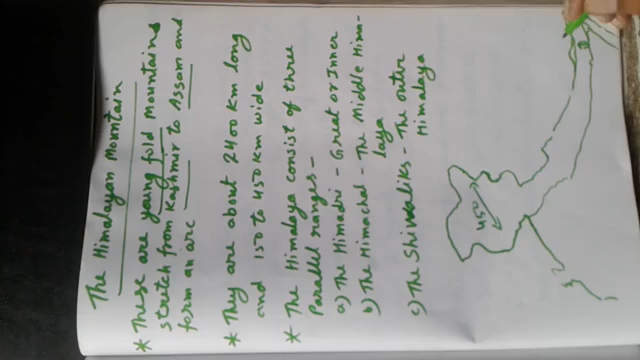 The Himalayan Mountain
* These are young fold Mountains
stretch from Kashmir to Assam and
form an arc
* They are about 2400 Km long
and 150 to 450 Km wide
* The Himalaya consist of three
Parallel ranges -
a) The Himadri - Great or Inner
b) The Himachal - The Middle Hima-
laya
c) The Shiwaliks - The outer
Himalaya
450